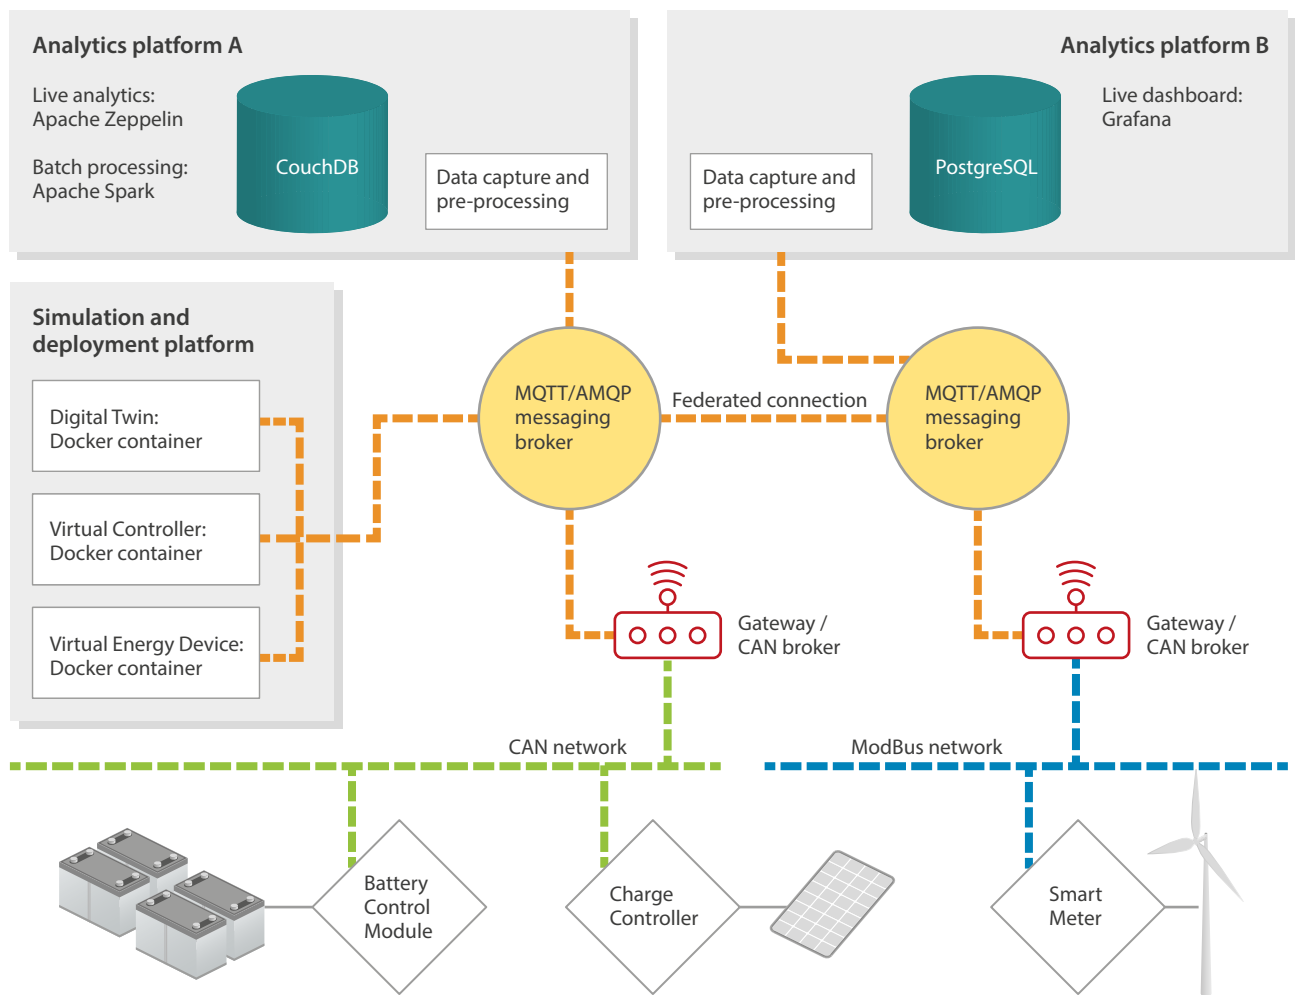 Analytics platform A
Live analytics:
Apache Zeppelin
Batch processing:
Apache Spark
CouchDB
Data capture and
pre-processing
Analytics platform B
Live dashboard:
Grafana
PostgreSQL
Data capture and
pre-processing
Simulation and
deployment platform
Digital Twin:
Docker container
Virtual Controller:
Docker container
Virtual Energy Device:
Docker container
MQTT/AMQP
messaging
broker
Federated connection
MQTT/AMQP
messaging
broker
Gateway /
CAN broker
Gateway /
CAN broker
CAN network
ModBus network
Battery
Control
Module
Charge
Controller
Smart
Meter